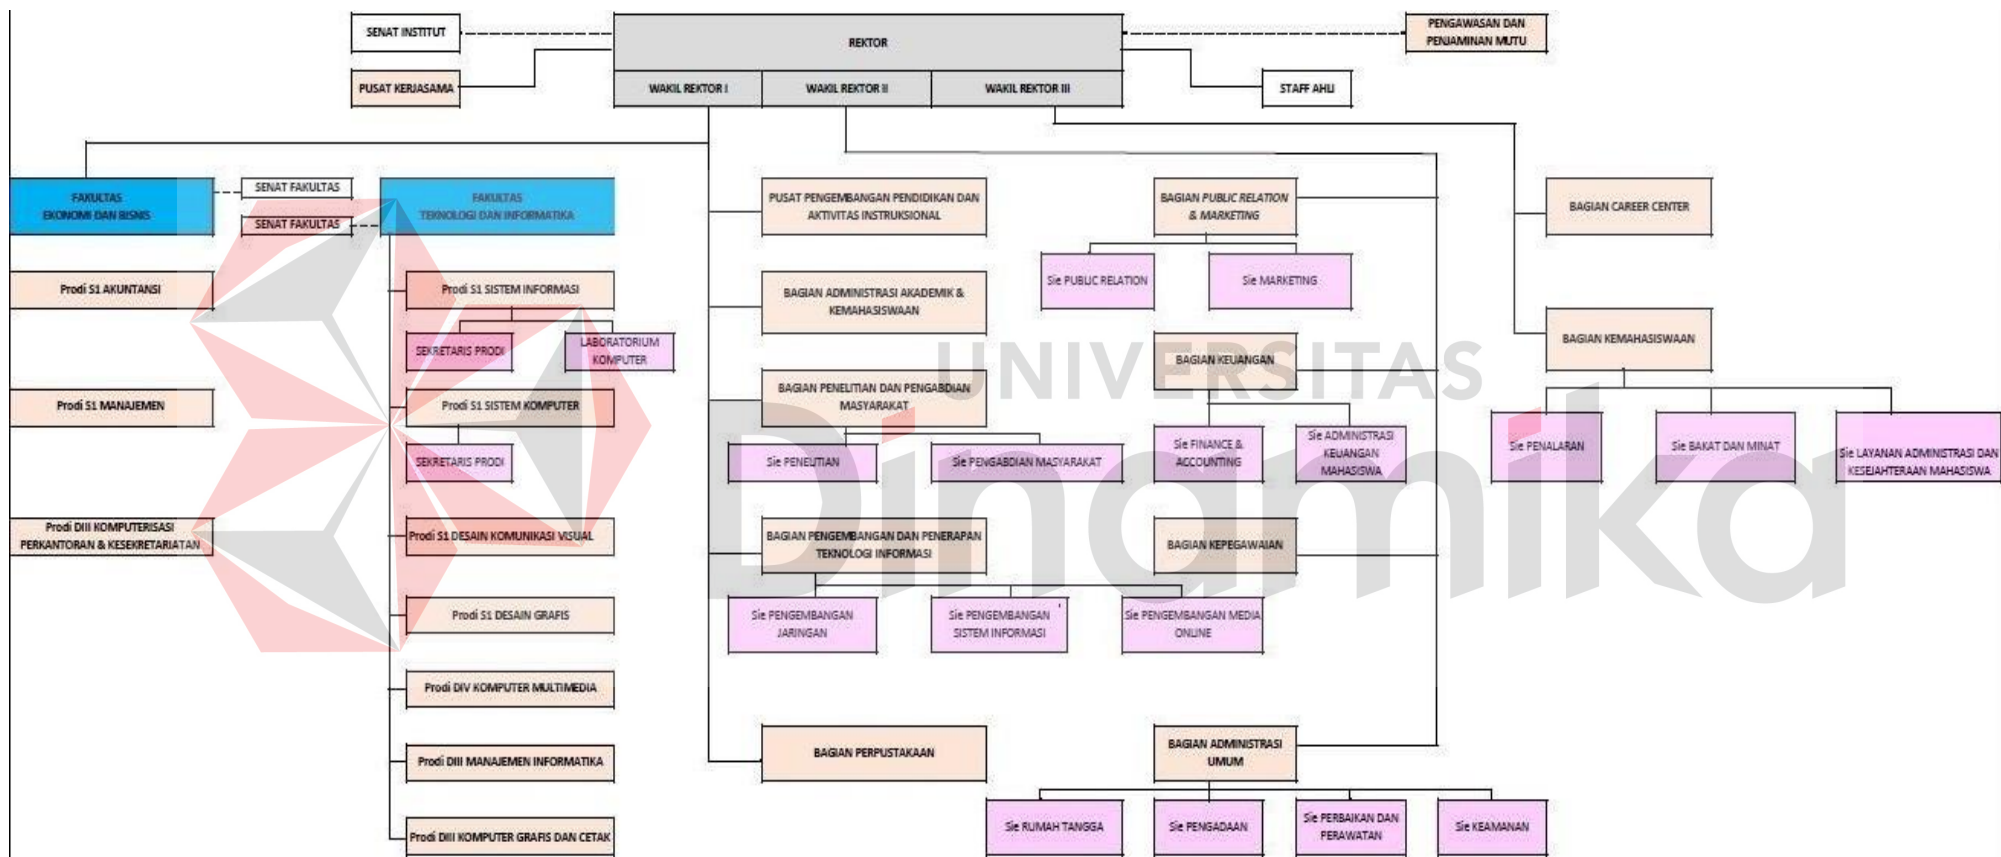 SENAT INSTITUT
REKTOR
PENGAWASAN DAN
PENJAMINAN MUTU
PUSAT KERJASAMA
WAKIL REKTOR I
WAKIL REKTOR II
WAKIL REKTOR III
STAFF AHLI
FAKULTAS
EKONOMI DAN BISNIS
SENAT FAKULTAS
SENAT FAKULTAS
FAKULTAS
TEKNOLOGI DAN INFORMATIKA
PUSAT PENGEMBANGAN PENDIDIKAN DAN
AKTIVITAS INSTRUKSIONAL
BAGIAN PUBLIC RELATION
& MARKETING
BAGIAN CAREER CENTER
Sie PUBLIC RELATION
Sie MARKETING
Prodi S1 AKUNTANSI
Prodi S1 SISTEM INFORMASI
BAGIAN ADMINISTRASI AKADEMIK &
KEMAHASISWAAN
SEKRETARIS PRODI
LABORATORIUM
KOMPUTER
BAGIAN KEUANGAN
BAGIAN KEMAHASISWAAN
UNIVERSITAS
Dinamika
Prodi S1 MANAJEMEN
Prodi S1 SISTEM KOMPUTER
BAGIAN PENELITIAN DAN PENGABDIAN
MASYARAKAT
SEKRETARIS PRODI
Sie PENELITIAN
Sie PENGABDIAN MASYARAKAT
Sie FINANCE &
ACCOUNTING
Sie ADMINISTRASI
KEUANGAN
MAHASISWA
Sie PENALARAN
Sie BAKAT DAN MINAT
Sie LAYANAN ADMINISTRASI DAN
KESEJAHTERAAN MAHASISWA
Prodi DIII KOMPUTERISASI
PERKANTORAN & KESEKRETARIATAN
Prodi S1 DESAIN KOMUNIKASI VISUAL
BAGIAN PENGEMBANGAN DAN PENERAPAN
TEKNOLOGI INFORMASI
BAGIAN KEPEGAWAIAN
Prodi S1 DESAIN GRAFIS
Sie PENGEMBANGAN
JARINGAN
Sie PENGEMBANGAN
SISTEM INFORMASI
Sie PENGEMBANGAN MEDIA
ONLINE
Prodi DIV KOMPUTER MULTIMEDIA
Prodi DIII MANAJEMEN INFORMATIKA
BAGIAN PERPUSTAKAAN
BAGIAN ADMINISTRASI
UMUM
Prodi DIII KOMPUTER GRAFIS DAN CETAK
Sie RUMAH TANGGA
Sie PENGADAAN
Sie PERBAIKAN DAN
PERAWATAN
Sie KEAMANAN